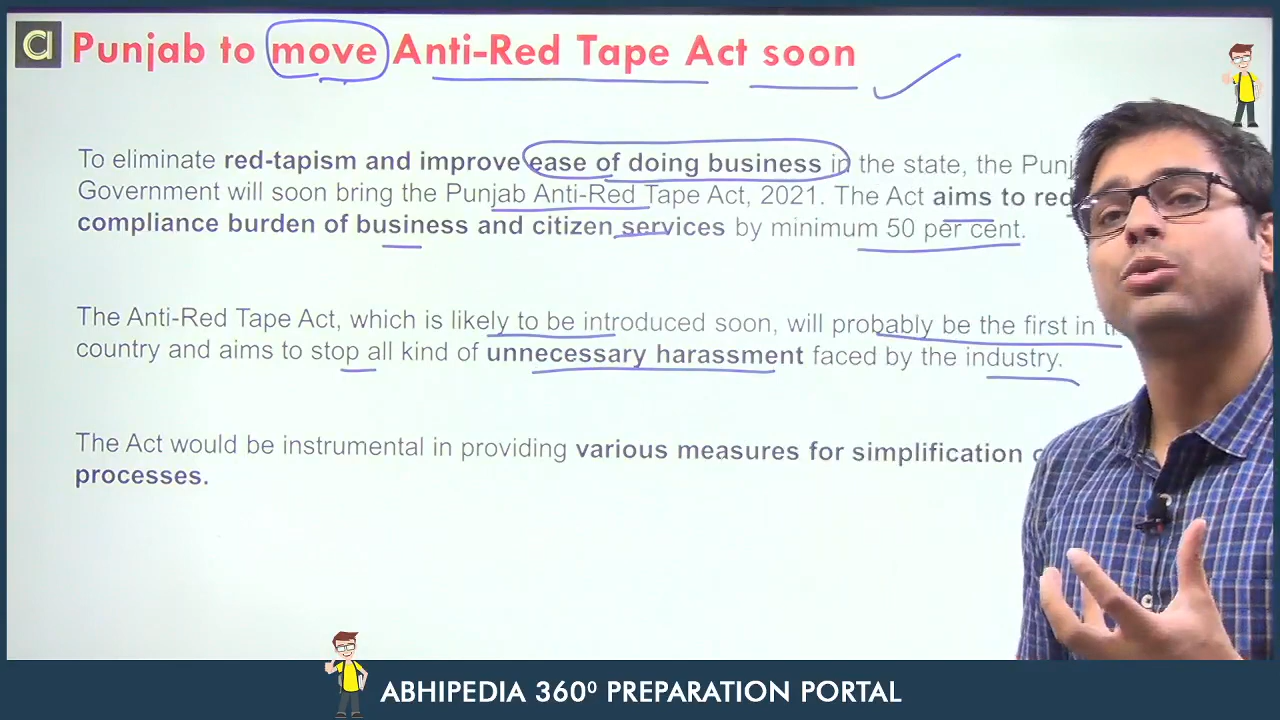 Punjab to move Anti-Red Tape Act soon
To eliminate red-tapism and improve ease of doing business in the state, the
Government will soon bring the Punjab Anti-Red Tape Act, 2021. The Act aims to
compliance burden of business and citizen services by minimum 50 per cent.
The Anti-Red Tape Act, which is likely to be introduced soon, will probably be the first in
country and aims to stop all kind of unnecessary harassment faced by the industry.
The Act would be instrumental in providing various measures for simplification
processes.
ABHIPEDIA 360⁰ PREPARATION PORTAL